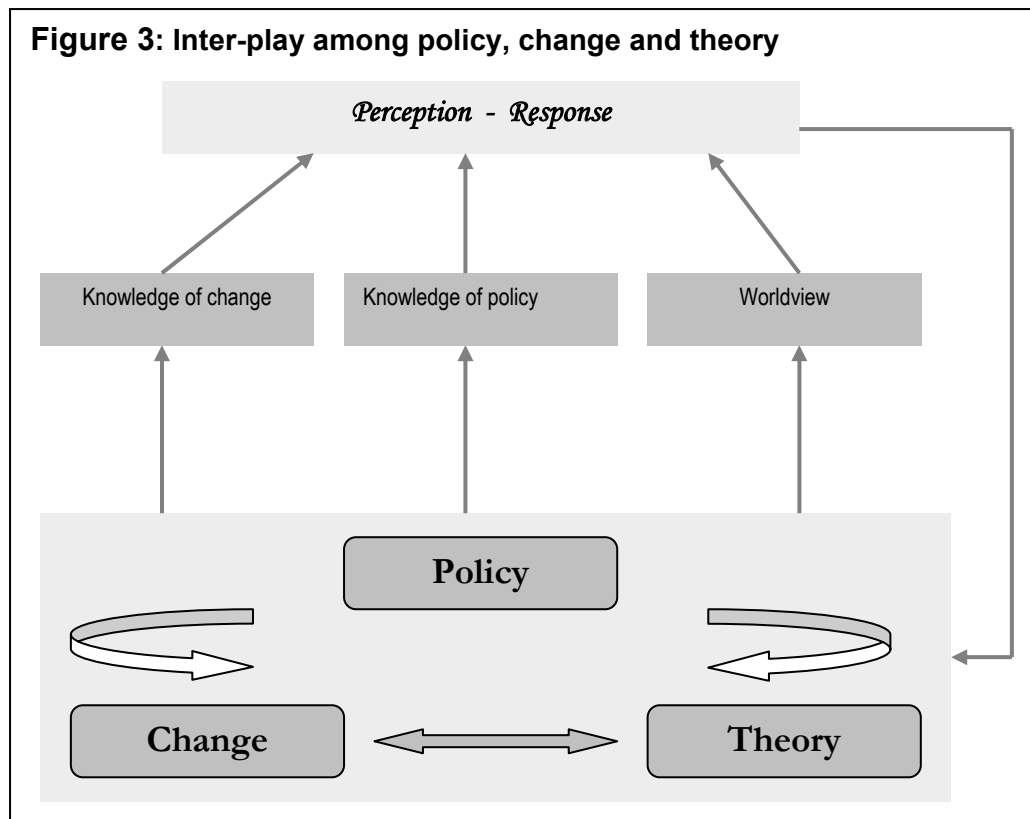 Figure 3: Inter-play among policy, change and theory
Perception - Response
Knowledge of change
Knowledge of policy
Worldview
Policy
Change
Theory